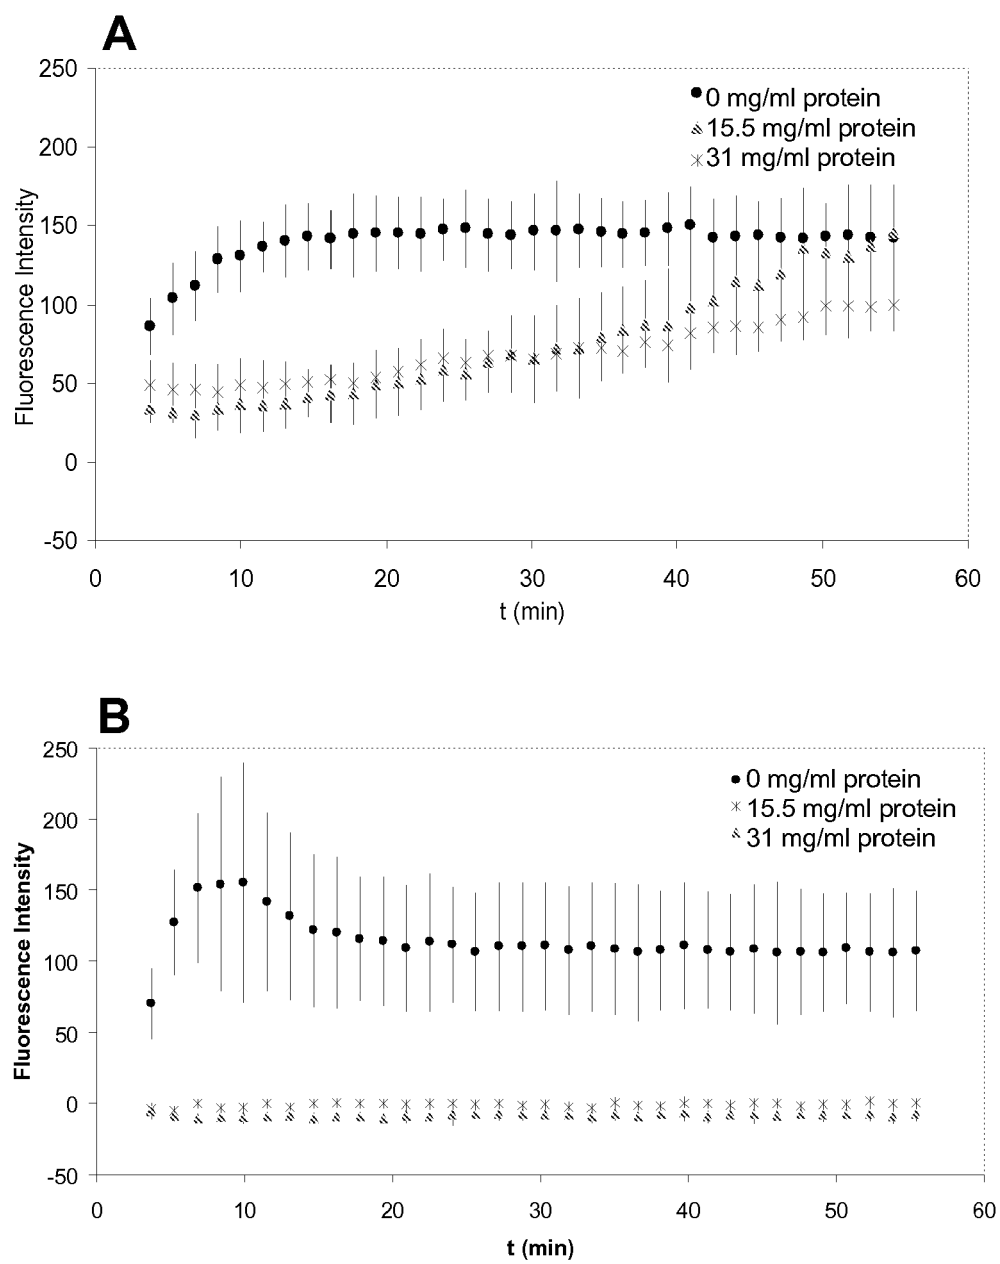 A
250
200
150
100
50
0
-50
Fluorescence Intensity
0 mg/ml protein
15.5 mg/ml protein
31 mg/ml protein
0 10 20 30 40 50 60
t (min)
B
250
200
150
100
50
0
-50
Fluorescence Intensity
0 mg/ml protein
15.5 mg/ml protein
31 mg/ml protein
0 10 20 30 40 50 60
t (min)